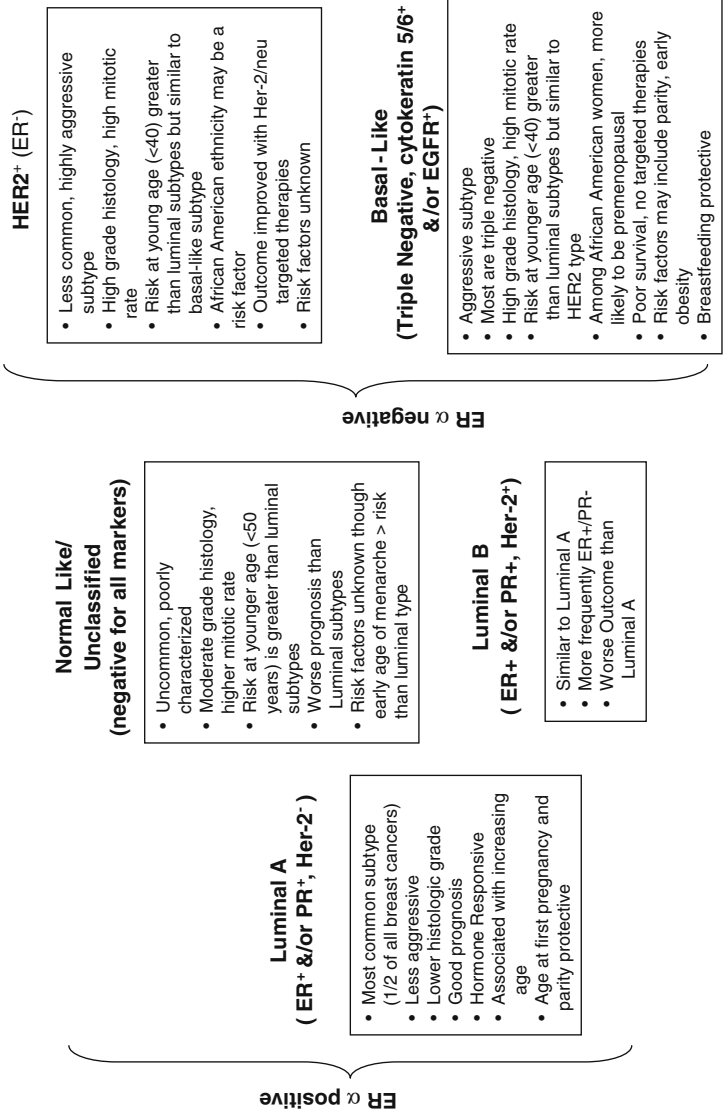 ER α positive
Luminal A
( ER⁺ &/or PR⁺, Her-2⁻ )
• Most common subtype
(1/2 of all breast cancers)
• Less aggressive
• Lower histologic grade
• Good prognosis
• Hormone Responsive
• Associated with increasing
age
• Age at first pregnancy and
parity protective
Normal Like/
Unclassified
(negative for all markers)
• Uncommon, poorly
characterized
• Moderate grade histology,
higher mitotic rate
• Risk at younger age (<50
years) is greater than luminal
subtypes
• Worse prognosis than
Luminal subtypes
• Risk factors unknown though
early age of menarche > risk
than luminal type
Luminal B
( ER+ &/or PR+, Her-2⁺)
• Similar to Luminal A
• More frequently ER+/PR-
• Worse Outcome than
Luminal A
ER α negative
HER2⁺ (ER⁻)
• Less common, highly aggressive
subtype
• High grade histology, high mitotic
rate
• Risk at young age (<40) greater
than luminal subtypes but similar to
basal-like subtype
• African American ethnicity may be a
risk factor
• Outcome improved with Her-2/neu
targeted therapies
• Risk factors unknown
Basal - Like
(Triple Negative, cytokeratin 5/6⁺
&/or EGFR⁺)
• Aggressive subtype
• Most are triple negative
• High grade histology, high mitotic rate
• Risk at younger age (<40) greater
than luminal subtypes but similar to
HER2 type
• Among African American women, more
likely to be premenopausal
• Poor survival, no targeted therapies
• Risk factors may include parity, early
obesity
• Breastfeeding protective